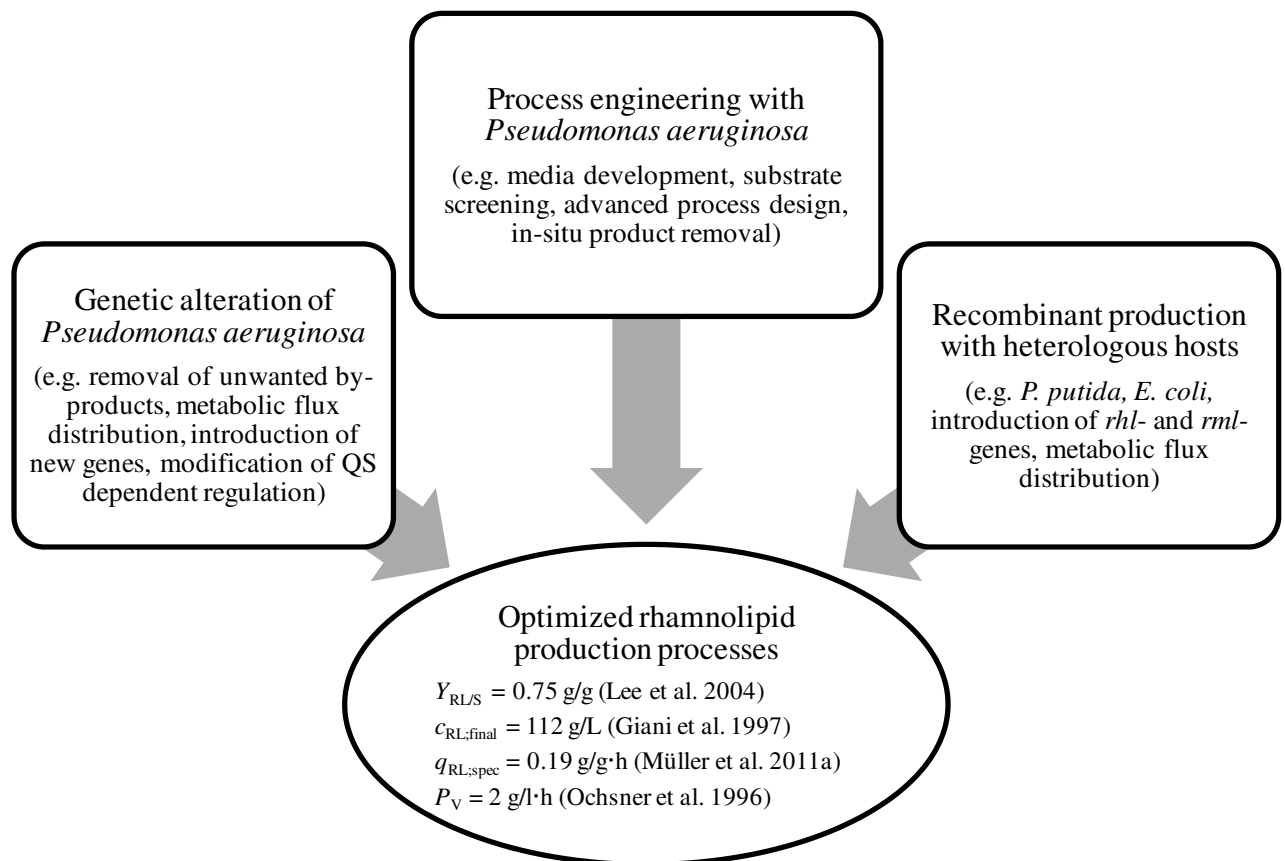 Process engineering with
Pseudomonas aeruginosa
(e.g. media development, substrate
screening, advanced process design,
in-situ product removal)
Genetic alteration of
Pseudomonas aeruginosa
(e.g. removal of unwanted by-
products, metabolic flux
distribution, introduction of
new genes, modification of QS
dependent regulation)
Recombinant production
with heterologous hosts
(e.g. P. putida, E. coli,
introduction of rhl- and rml-
genes, metabolic flux
distribution)
Optimized rhamnolipid
production processes
Y_RL/S = 0.75 g/g (Lee et al. 2004)
c_RL;final = 112 g/L (Giani et al. 1997)
q_RL;spec = 0.19 g/g·h (Müller et al. 2011a)
P_V = 2 g/l·h (Ochsner et al. 1996)